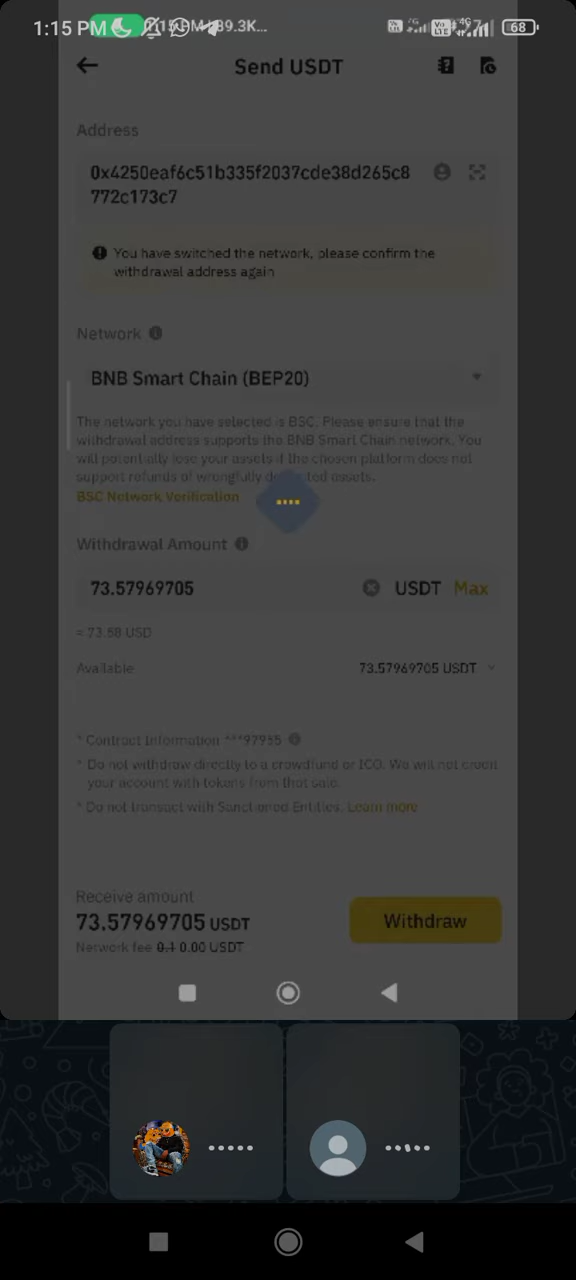 1:15 PM
68
Send USDT
Address
0x4250eaf6c51b335f2037cde38d265c8
772c173c7
You have switched the network, please confirm the
withdrawal address again
Network
BNB Smart Chain (BEP20)
The network you have selected is BSC. Please ensure that the
withdrawal address supports the BNB Smart Chain network. You
will potentially lose your assets if the chosen platform does not
support refunds of wrongfully deposited assets.
BSC Network Verification
Withdrawal Amount
73.57969705 USDT Max
≈ 73.58 USD
Available 73.57969705 USDT
* Contract Information ***97955
* Do not withdraw directly to a crowdfund or ICO. We will not credit
your account with tokens from that sale.
* Do not transact with Sanctioned Entities. Learn more
Receive amount
73.57969705 USDT
Withdraw
Network fee 0.1 0.00 USDT